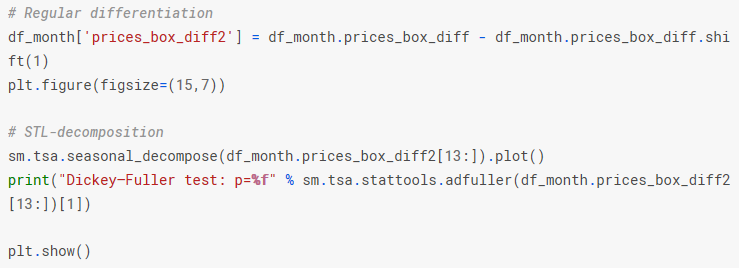 # Regular differentiation
df_month['prices_box_diff2'] = df_month.prices_box_diff - df_month.prices_box_diff.shi
ft(1)
plt.figure(figsize=(15,7))
# STL-decomposition
sm.tsa.seasonal_decompose(df_month.prices_box_diff2[13:]).plot()
print("Dickey–Fuller test: p=%f" % sm.tsa.stattools.adfuller(df_month.prices_box_diff2
[13:])[1])
plt.show()